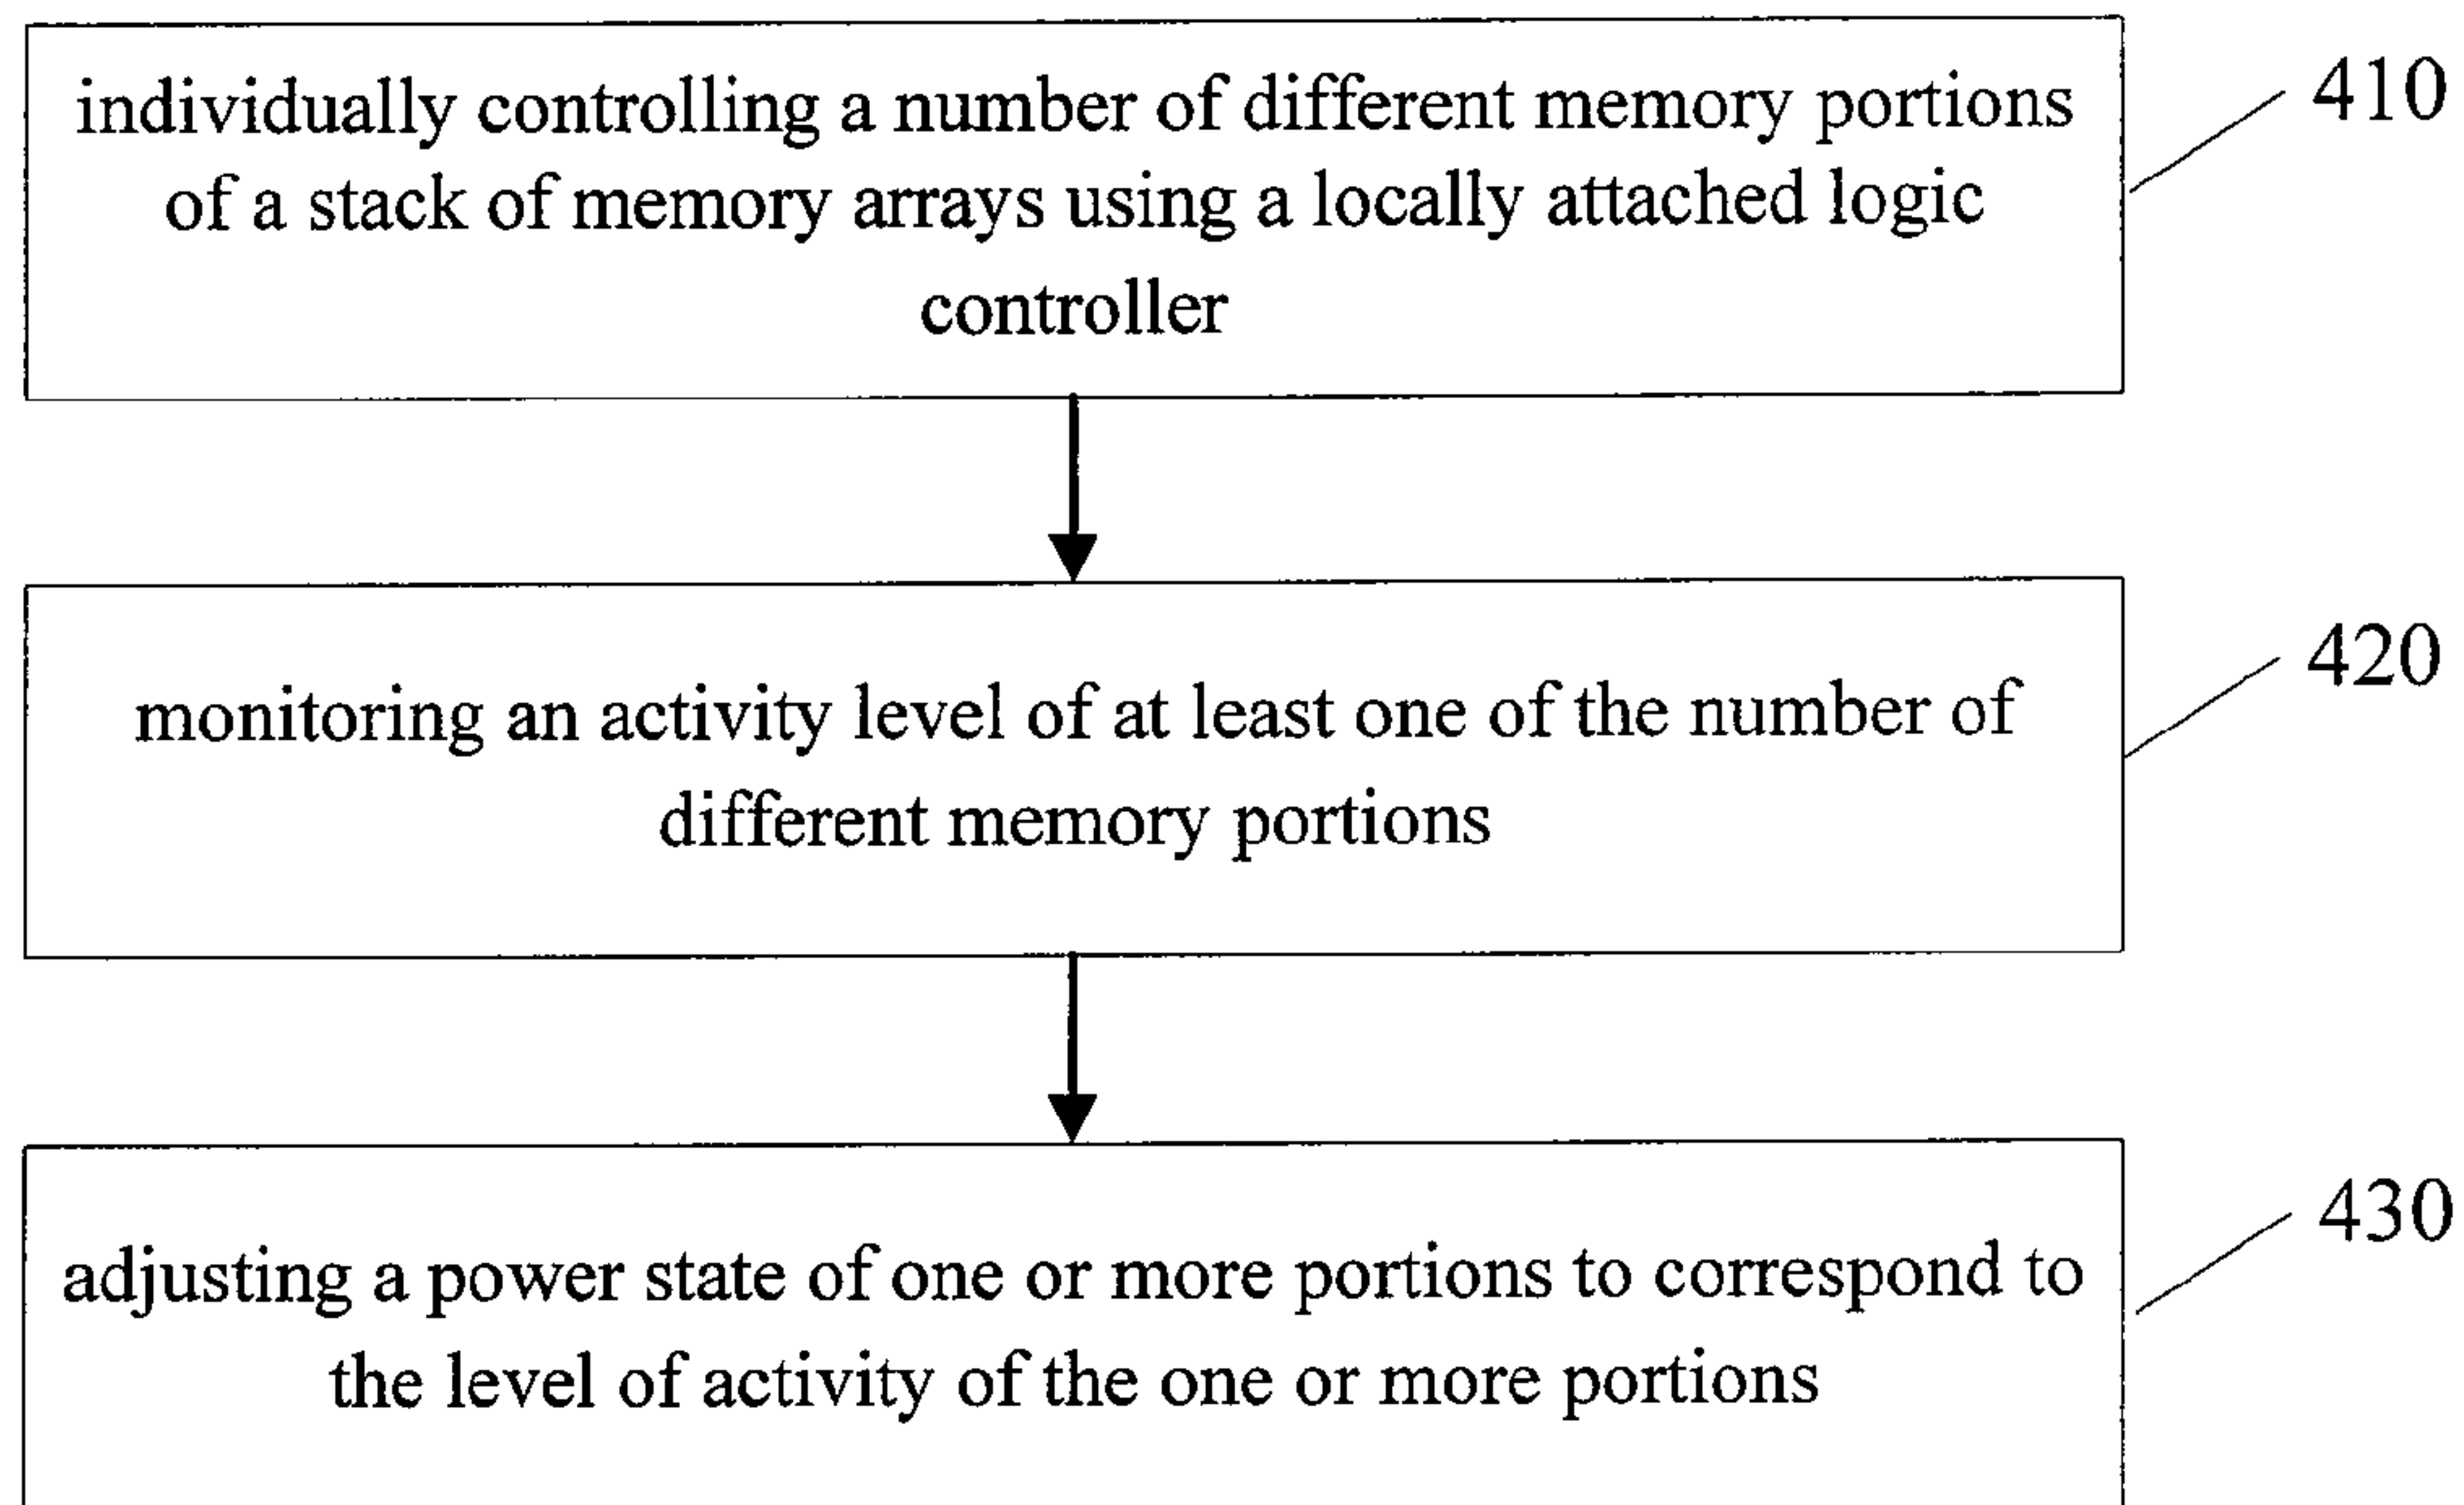 individually controlling a number of different memory portions
of a stack of memory arrays using a locally attached logic
controller
410
monitoring an activity level of at least one of the number of
different memory portions
420
adjusting a power state of one or more portions to correspond to
the level of activity of the one or more portions
430